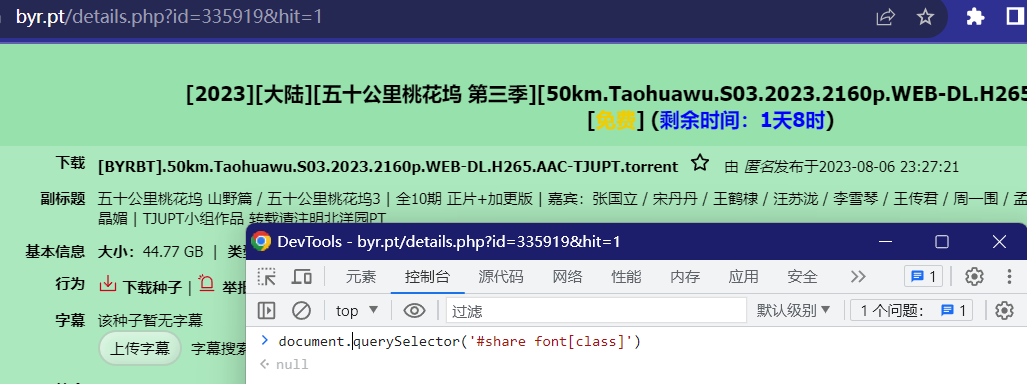 byr.pt/details.php?id=335919&hit=1
[2023][大陆][五十公里桃花坞 第三季][50km.Taohuawu.S03.2023.2160p.WEB-DL.H265
[免费] (剩余时间：1天8时)
下载 [BYRBT].50km.Taohuawu.S03.2023.2160p.WEB-DL.H265.AAC-TJUPT.torrent 由 匿名发布于2023-08-06 23:27:21
副标题 五十公里桃花坞 山野篇 / 五十公里桃花坞3 | 全10期 正片+加更版 | 嘉宾：张国立 / 宋丹丹 / 王鹤棣 / 汪苏泷 / 李雪琴 / 王传君 / 周一围 / 孟
晶媚 | TJUPT小组作品 转载请注明北洋园PT
基本信息 大小：44.77 GB | 类型
行为 下载种子 | 举报
字幕 该种子暂无字幕
上传字幕 字幕搜索
DevTools - byr.pt/details.php?id=335919&hit=1
元素 控制台 源代码 网络 性能 内存 应用 安全 1
top 过滤 默认级别 1 个问题： 1
document.querySelector('#share font[class]')
null